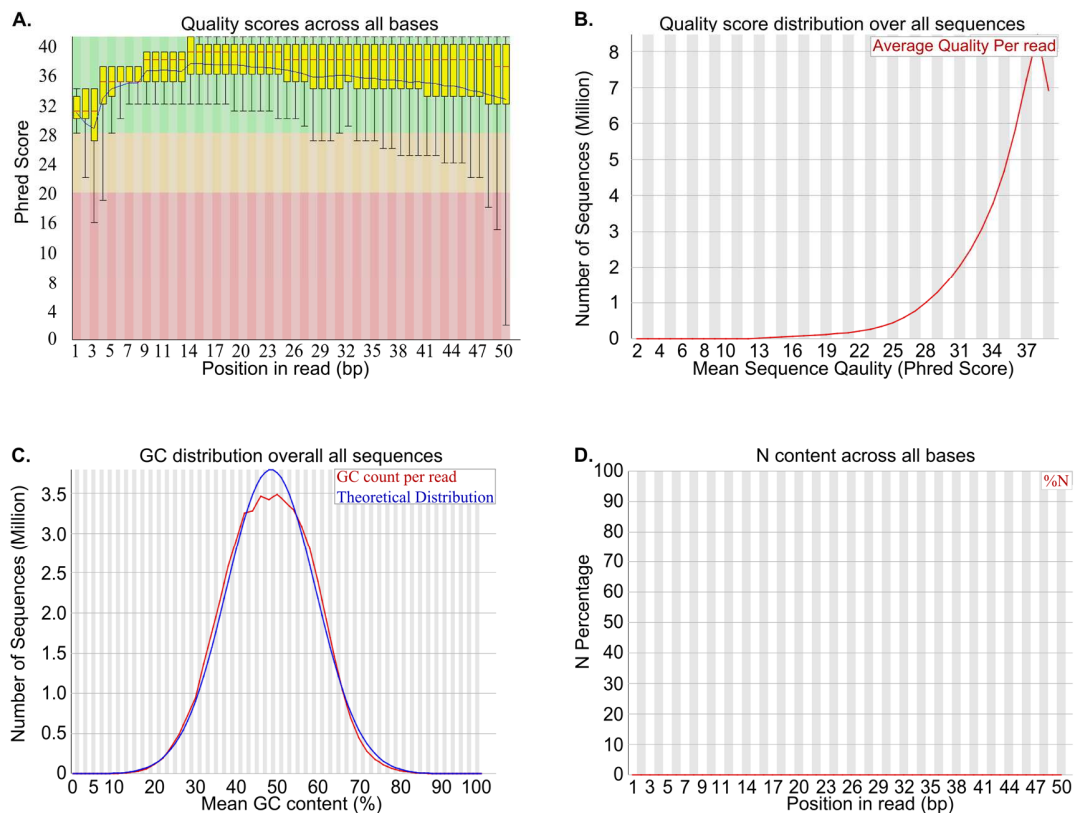 A.
Quality scores across all bases
Phred Score
40
36
32
28
24
20
16
12
8
4
0
1 3 5 7 9 11 14 17 20 23 26 29 32 35 38 41 44 47 50
Position in read (bp)
B.
Quality score distribution over all sequences
Average Quality Per read
Number of Sequences (Million)
8
7
6
5
4
3
2
1
0
2 4 6 8 10 13 16 19 22 25 28 31 34 37
Mean Sequence Qaulity (Phred Score)
C.
GC distribution overall all sequences
GC count per read
Theoretical Distribution
Number of Sequences (Million)
3.5
3.0
2.5
2.0
1.5
1.0
0.5
0
0 5 10 20 30 40 50 60 70 80 90 100
Mean GC content (%)
D.
N content across all bases
%N
N Percentage
100
90
80
70
60
50
40
30
20
10
0
1 3 5 7 9 11 14 17 20 23 26 29 32 35 38 41 44 47 50
Position in read (bp)